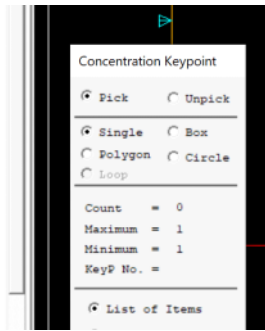 Concentration Keypoint
Pick Unpick
Single Box
Polygon Circle
Loop
Count = 0
Maximum = 1
Minimum = 1
KeyP No. =
List of Items